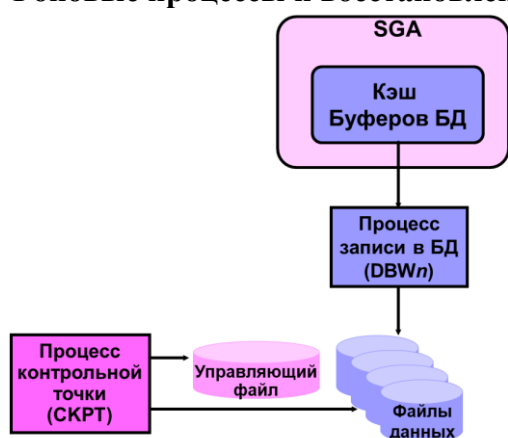 SGA
Кэш
Буферов БД
Процесс
записи в БД
(DBWn)
Процесс
контрольной
точки
(CKPT)
Управляющий
файл
Файлы
данных